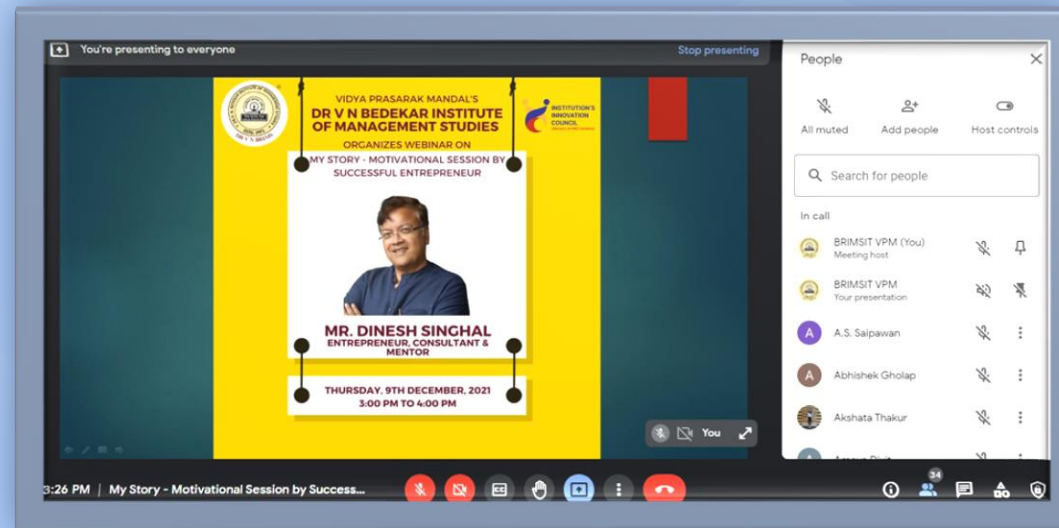 You're presenting to everyone
Stop presenting
VIDYA PRASARAK MANDAL'S
DR V N BEDEKAR INSTITUTE
OF MANAGEMENT STUDIES
ORGANIZES WEBINAR ON
MY STORY - MOTIVATIONAL SESSION BY
SUCCESSFUL ENTREPRENEUR
INSTITUTION'S
INNOVATION
COUNCIL
MR. DINESH SINGHAL
ENTREPRENEUR, CONSULTANT &
MENTOR
THURSDAY, 9TH DECEMBER, 2021
3:00 PM TO 4:00 PM
You
3:26 PM | My Story - Motivational Session by Success...
People
All muted
Add people
Host controls
Search for people
In call
BRIMSIT VPM (You)
Meeting host
BRIMSIT VPM
Your presentation
A
A.S. Saipawan
A
Abhishek Gholap
Akshata Thakur
34